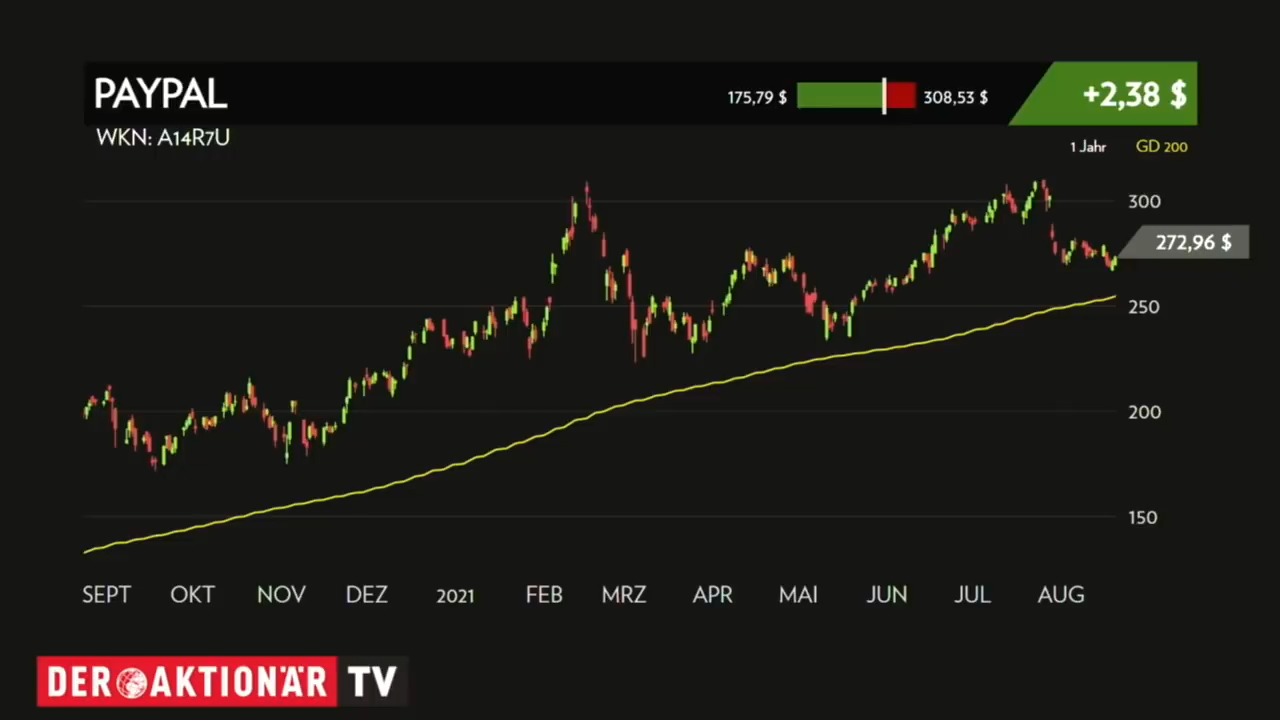 PAYPAL
175,79 $ 308,53 $ +2,38 $
WKN: A14R7U
1 Jahr GD 200
300
272,96 $
250
200
150
SEPT OKT NOV DEZ 2021 FEB MRZ APR MAI JUN JUL AUG
DER AKTIONÄR TV